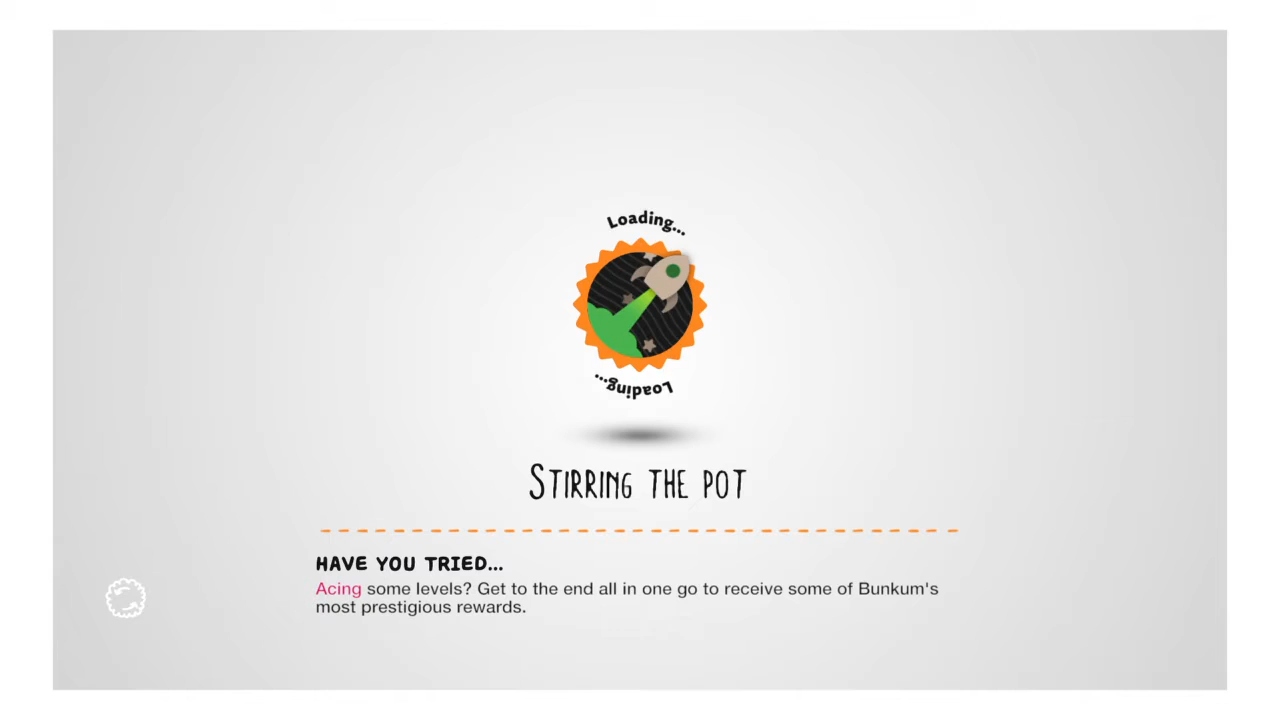 Loading...
Loading...
Stirring the pot
HAVE YOU TRIED...
Acing some levels? Get to the end all in one go to receive some of Bunkum's
most prestigious rewards.